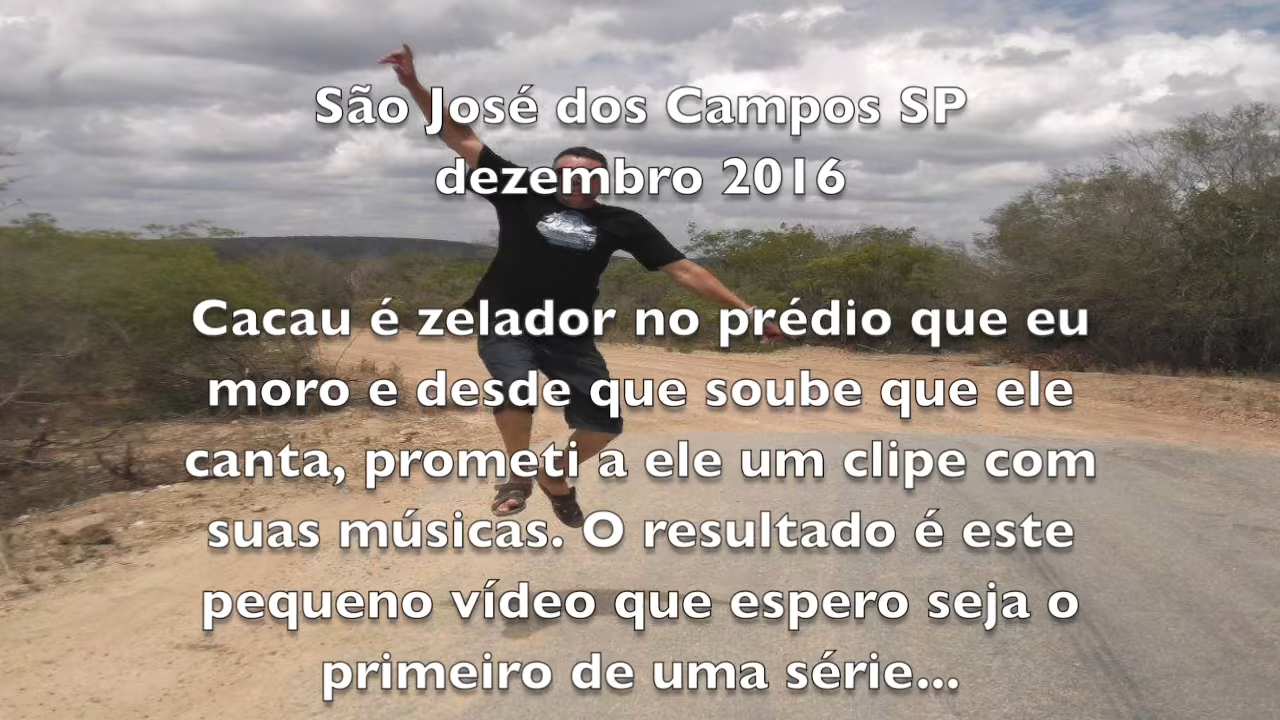 São José dos Campos SP
dezembro 2016
Cacau é zelador no prédio que eu
moro e desde que soube que ele
canta, prometi a ele um clipe com
suas músicas. O resultado é este
pequeno vídeo que espero seja o
primeiro de uma série...